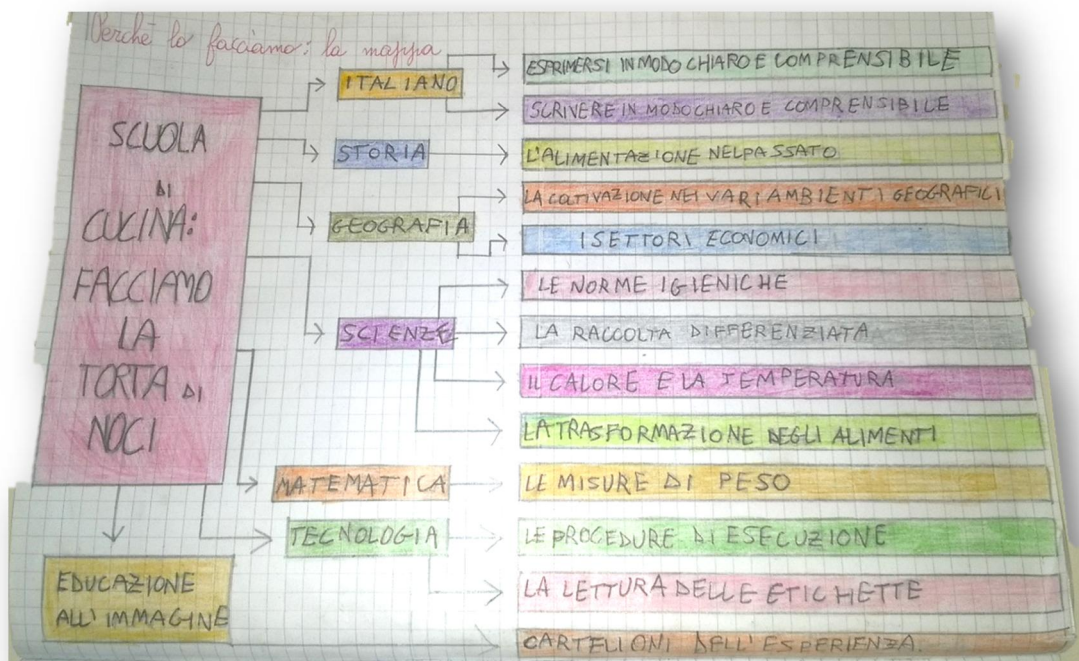 Perché lo facciamo: la mappa
SCUOLA
DI
CUCINA:
FACCIAMO
LA
TORTA DI
NOCI
ITALIANO
ESPRIMERSI IN MODO CHIARO E COMPRENSIBILE
SCRIVERE IN MODO CHIARO E COMPRENSIBILE
STORIA
L'ALIMENTAZIONE NEL PASSATO
GEOGRAFIA
LA COLTIVAZIONE NEI VARI AMBIENTI GEOGRAFICI
I SETTORI ECONOMICI
SCIENZE
LE NORME IGIENICHE
LA RACCOLTA DIFFERENZIATA
IL CALORE E LA TEMPERATURA
LA TRASFORMAZIONE DEGLI ALIMENTI
MATEMATICA
LE MISURE DI PESO
TECNOLOGIA
LE PROCEDURE DI ESECUZIONE
LA LETTURA DELLE ETICHETTE
EDUCAZIONE
ALL'IMMAGINE
CARTELLONI DELL'ESPERIENZA.